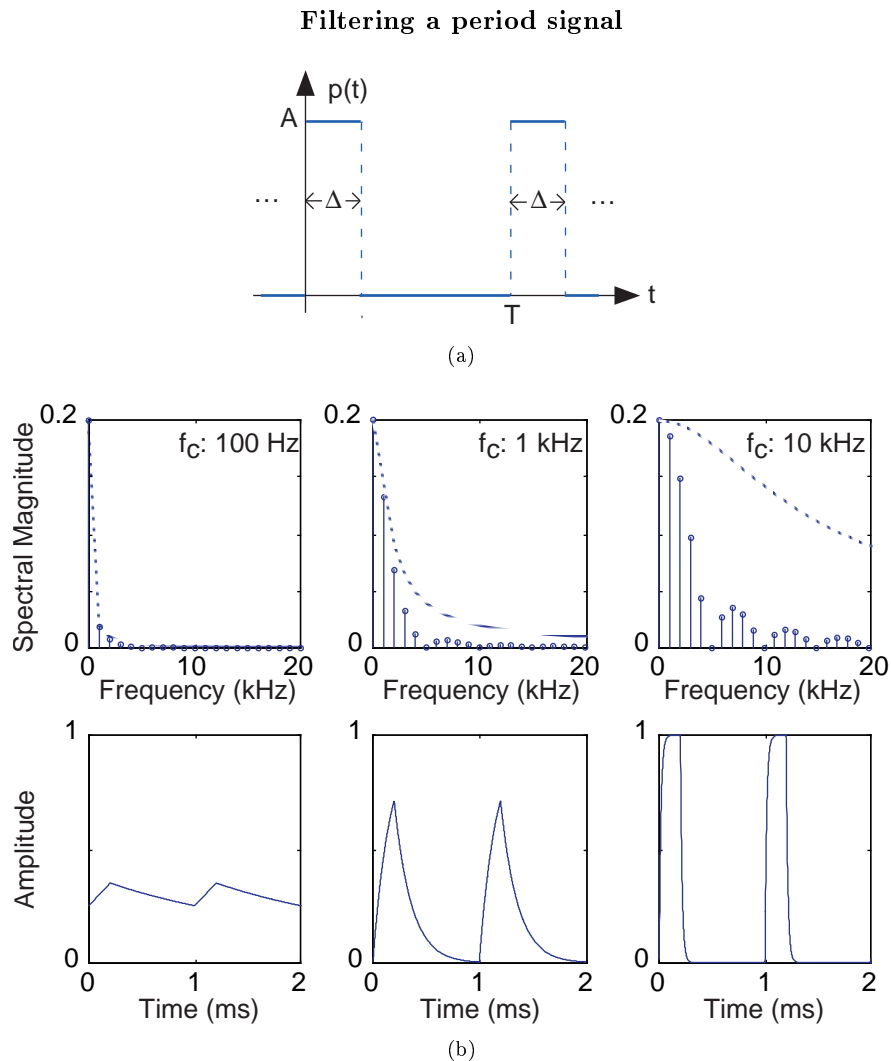 Filtering a period signal
p(t)
A
... Δ Δ ...
T
t
(a)
Spectral Magnitude
0.2
0
f_c: 100 Hz
0 10 20
Frequency (kHz)
0.2
0
f_c: 1 kHz
0 10 20
Frequency (kHz)
0.2
0
f_c: 10 kHz
0 10 20
Frequency (kHz)
Amplitude
1
0
0 1 2
Time (ms)
1
0
0 1 2
Time (ms)
1
0
0 1 2
Time (ms)
(b)